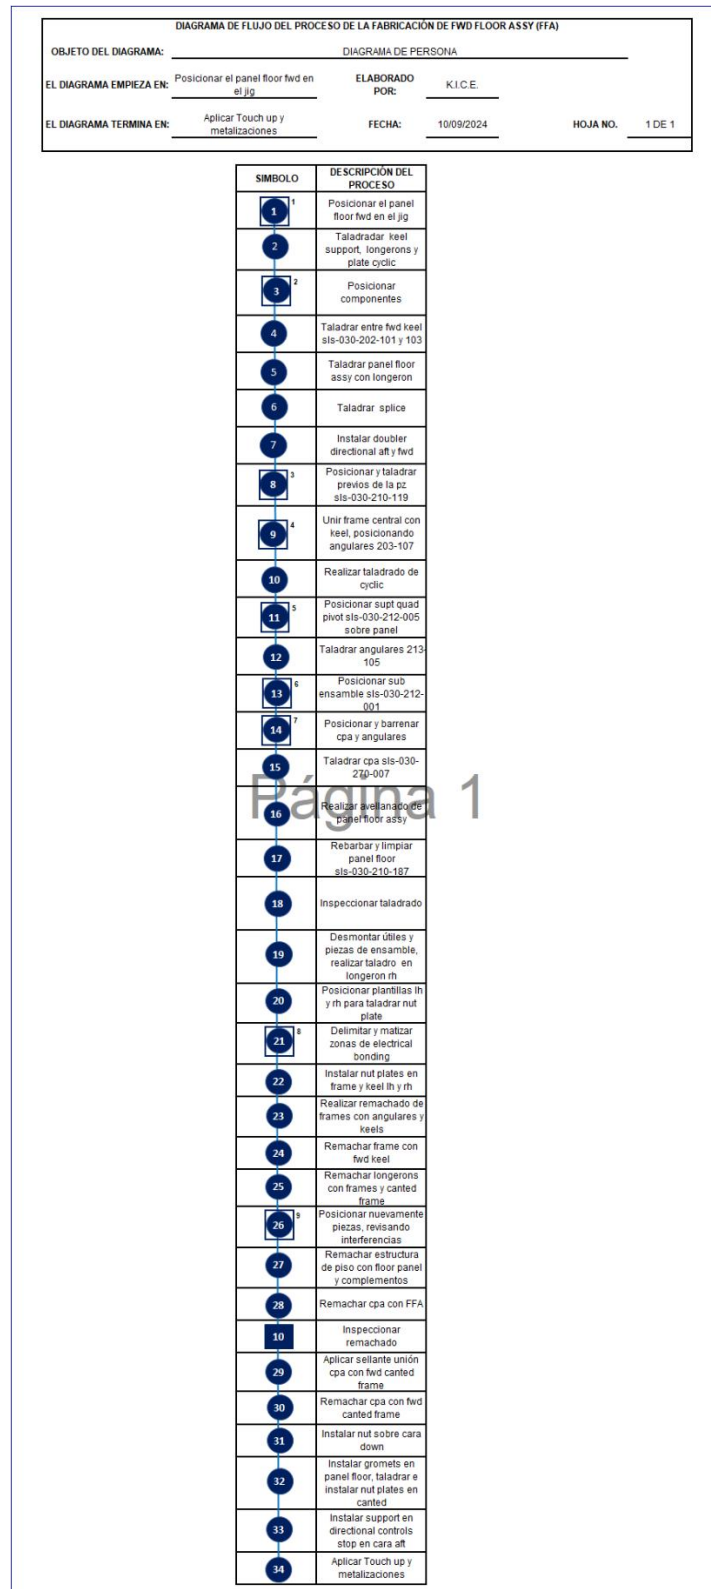 DIAGRAMA DE FLUJO DEL PROCESO DE LA FABRICACIÓN DE FWD FLOOR ASSY (FFA)
OBJETO DEL DIAGRAMA: DIAGRAMA DE PERSONA
EL DIAGRAMA EMPIEZA EN: Posicionar el panel floor fwd en
el jig
ELABORADO
POR: K.I.C.E.
EL DIAGRAMA TERMINA EN: Aplicar Touch up y
metalizaciones
FECHA: 10/09/2024 HOJA NO. 1 DE 1
SIMBOLO
DESCRIPCIÓN DEL
PROCESO
1 1
Posicionar el panel
floor fwd en el jig
2
Taladradar keel
support, longerons y
plate cyclic
3 2
Posicionar
componentes
4
Taladrar entre fwd keel
sls-030-202-101 y 103
5
Taladrar panel floor
assy con longeron
6
Taladrar splice
7
Instalar doubler
directional aft y fwd
8 3
Posicionar y taladrar
previos de la pz
sls-030-210-119
9 4
Unir frame central con
keel, posicionando
angulares 203-107
10
Realizar taladrado de
cyclic
11 5
Posicionar supt quad
pivot sls-030-212-005
sobre panel
12
Taladrar angulares 213-
105
13 6
Posicionar sub
ensamble sls-030-212-
001
14 7
Posicionar y barrenar
cpa y angulares
15
Taladrar cpa sls-030-
270-007
Página 1
16
Realizar avellanado de
panel floor assy
17
Rebarbar y limpiar
panel floor
sls-030-210-187
18
Inspeccionar taladrado
19
Desmontar útiles y
piezas de ensamble,
realizar taladro en
longeron rh
20
Posicionar plantillas lh
y rh para taladrar nut
plate
21 8
Delimitar y matizar
zonas de electrical
bonding
22
Instalar nut plates en
frame y keel lh y rh
23
Realizar remachado de
frames con angulares y
keels
24
Remachar frame con
fwd keel
25
Remachar longerons
con frames y canted
frame
26 9
Posicionar nuevamente
piezas, revisando
interferencias
27
Remachar estructura
de piso con floor panel
y complementos
28
Remachar cpa con FFA
10
Inspeccionar
remachado
29
Aplicar sellante unión
cpa con fwd canted
frame
30
Remachar cpa con fwd
canted frame
31
Instalar nut sobre cara
down
32
Instalar gromets en
panel floor, taladrar e
instalar nut plates en
canted
33
Instalar support en
directional controls
stop en cara aft
34
Aplicar Touch up y
metalizaciones